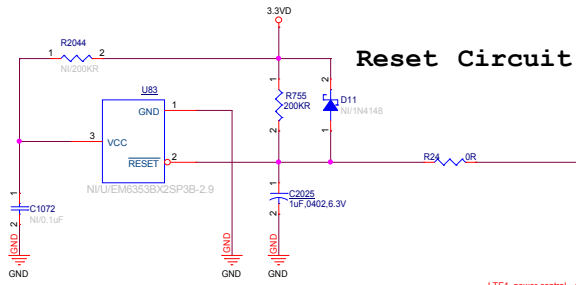 3.3VD
Reset Circuit
1 R2044 2
NI/200KR
U83
GND 1
3 VCC
RESET 2
NI/U/EM6353BX2SP3B-2.9
1
R755
200KR
2
2
D11
NI/1N4148
1
R24 0R
1
C1072
NI/0.1uF
2
1
C2025
1uF,0402,6.3V
2
GND
GND
GND
GND
GND
GND